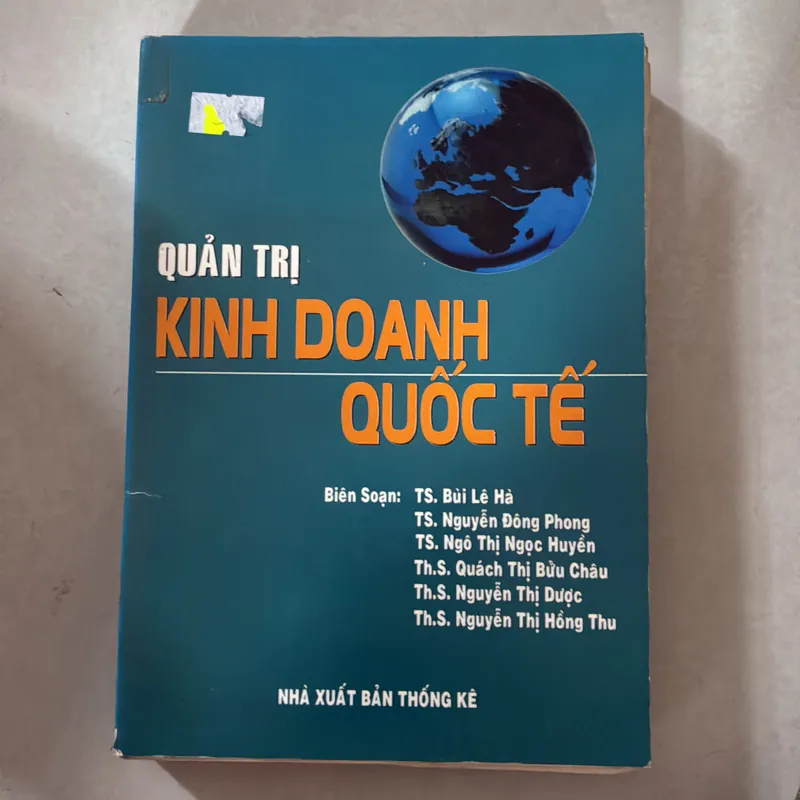 QUẢN TRỊ
KINH DOANH
QUỐC TẾ
Biên Soạn: TS. Bùi Lê Hà
TS. Nguyễn Đông Phong
TS. Ngô Thị Ngọc Huyền
Th.S. Quách Thị Bửu Châu
Th.S. Nguyễn Thị Dược
Th.S. Nguyễn Thị Hồng Thu
NHÀ XUẤT BẢN THỐNG KÊ